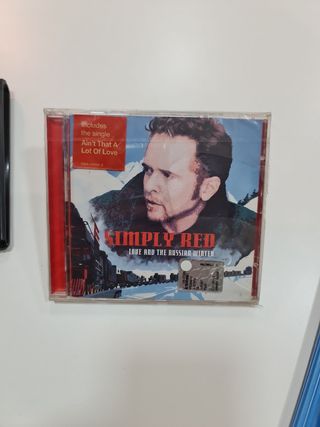 Includes
the single
Ain't That A
Lot Of Love
SIMPLY RED
LOVE AND THE RUSSIAN WINTER